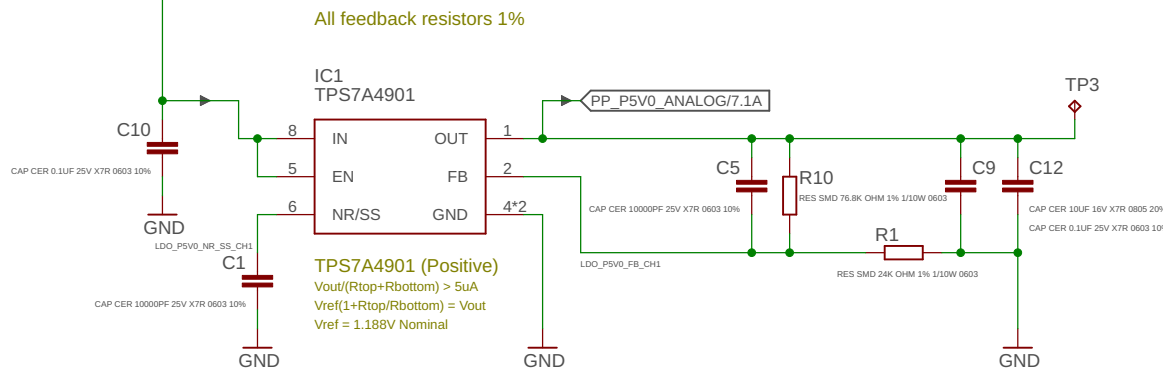 All feedback resistors 1%
IC1
TPS7A4901
PP_P5V0_ANALOG/7.1A
TP3
C10
CAP CER 0.1UF 25V X7R 0603 10%
GND
8 IN OUT 1
5 EN FB 2
6 NR/SS GND 4*2
C5
CAP CER 10000PF 25V X7R 0603 10%
R10
RES SMD 76.8K OHM 1% 1/10W 0603
C9
C12
CAP CER 10UF 16V X7R 0805 20%
CAP CER 0.1UF 25V X7R 0603 10%
R1
RES SMD 24K OHM 1% 1/10W 0603
LDO_P5V0_NR_SS_CH1
C1
CAP CER 10000PF 25V X7R 0603 10%
LDO_P5V0_FB_CH1
TPS7A4901 (Positive)
Vout/(Rtop+Rbottom) > 5uA
Vref(1+Rtop/Rbottom) = Vout
Vref = 1.188V Nominal
GND
GND
GND